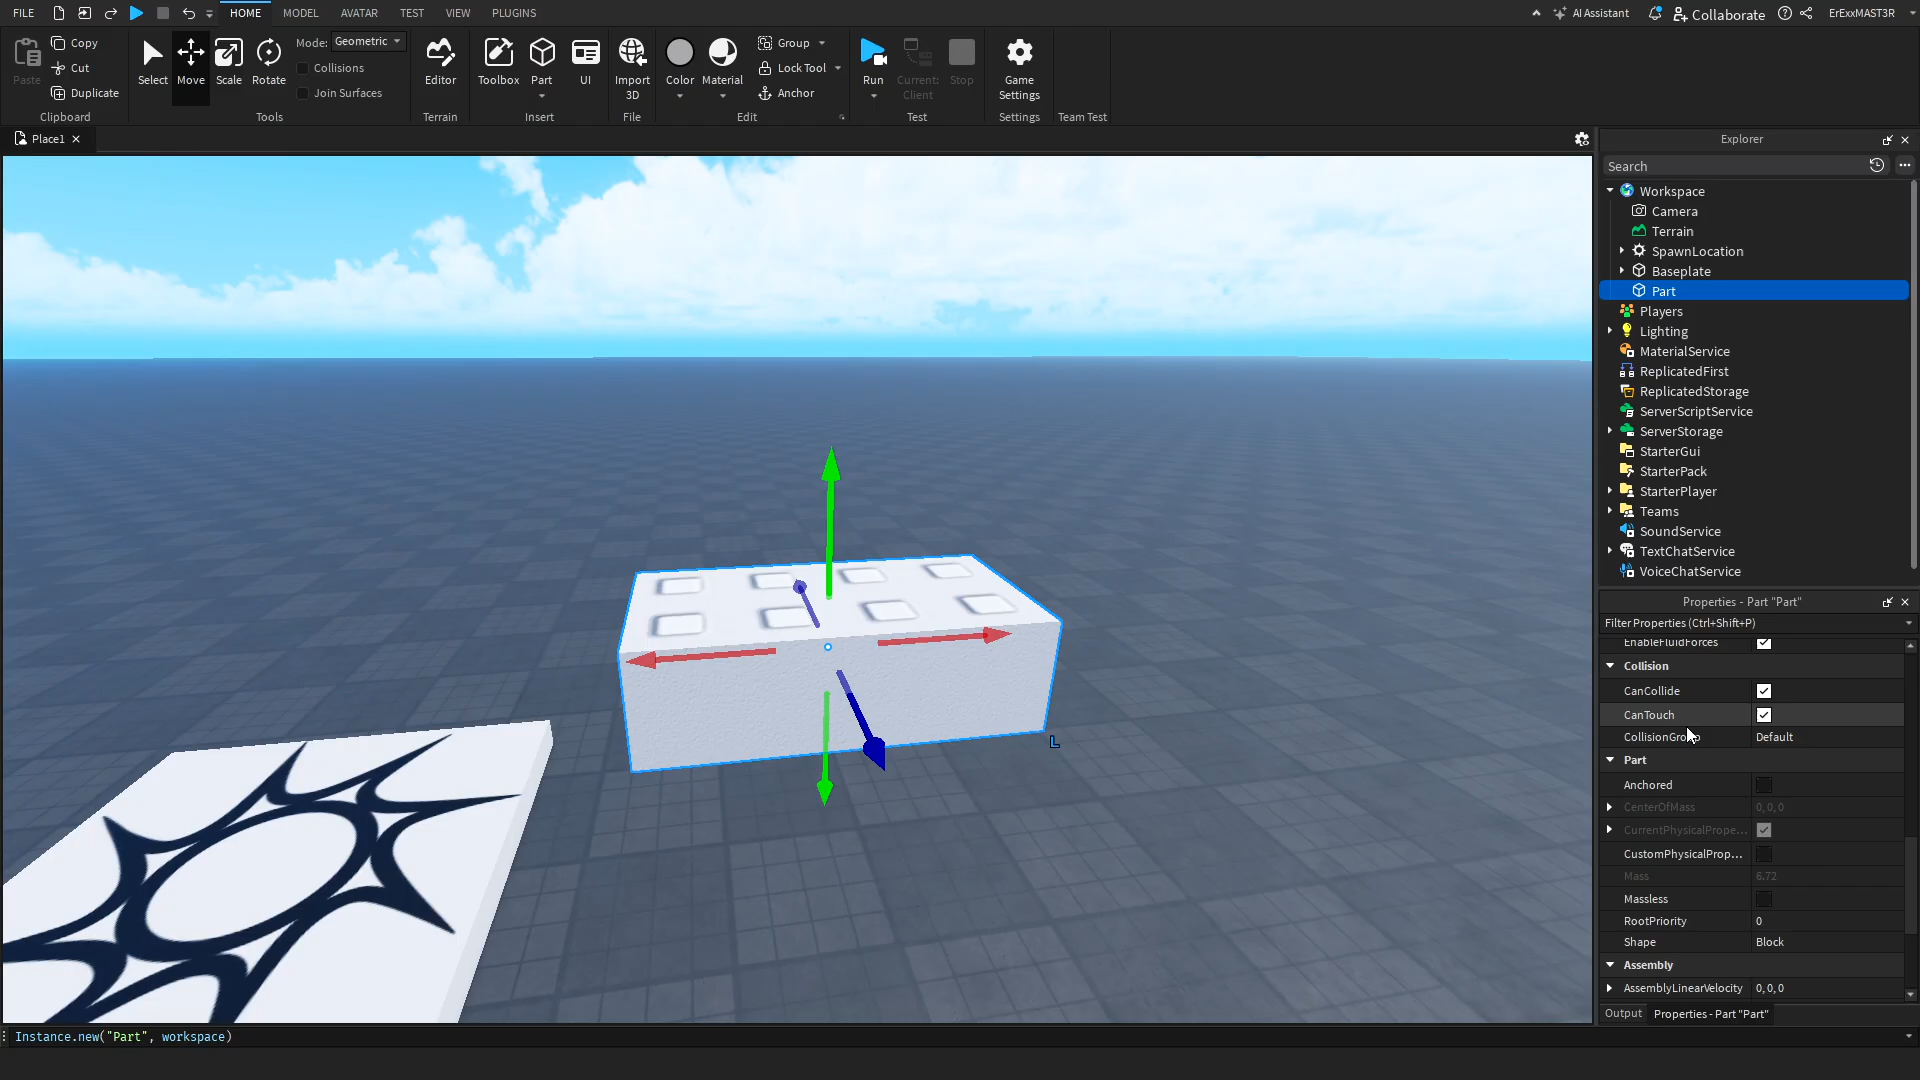 FILE HOME MODEL AVATAR TEST VIEW PLUGINS AI Assistant Collaborate ErExxMAST3R
Paste Copy Cut Duplicate Clipboard
Select Move Scale Rotate Mode: Geometric Collisions Join Surfaces Tools
Editor Terrain
Toolbox Part UI Insert
Import 3D File
Color Material Group Lock Tool Anchor Edit
Run Current: Client Stop Test
Game Settings Settings
Team Test
Place1
Explorer
Search
Workspace
Camera
Terrain
SpawnLocation
Baseplate
Part
Players
Lighting
MaterialService
ReplicatedFirst
ReplicatedStorage
ServerScriptService
ServerStorage
StarterGui
StarterPack
StarterPlayer
Teams
SoundService
TextChatService
VoiceChatService
L
Properties - Part "Part"
Filter Properties (Ctrl+Shift+P)
EnableFluidForces
Collision
CanCollide
CanTouch
CollisionGroup Default
Part
Anchored
CenterOfMass 0, 0, 0
CurrentPhysicalPrope...
CustomPhysicalProp...
Mass 6.72
Massless
RootPriority 0
Shape Block
Assembly
AssemblyLinearVelocity 0, 0, 0
Output Properties - Part "Part"
Instance.new("Part", workspace)